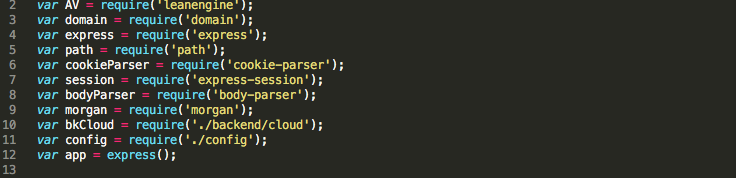 2 var AV = require('leanengine');
3 var domain = require('domain');
4 var express = require('express');
5 var path = require('path');
6 var cookieParser = require('cookie-parser');
7 var session = require('express-session');
8 var bodyParser = require('body-parser');
9 var morgan = require('morgan');
10 var bkCloud = require('./backend/cloud');
11 var config = require('./config');
12 var app = express();
13